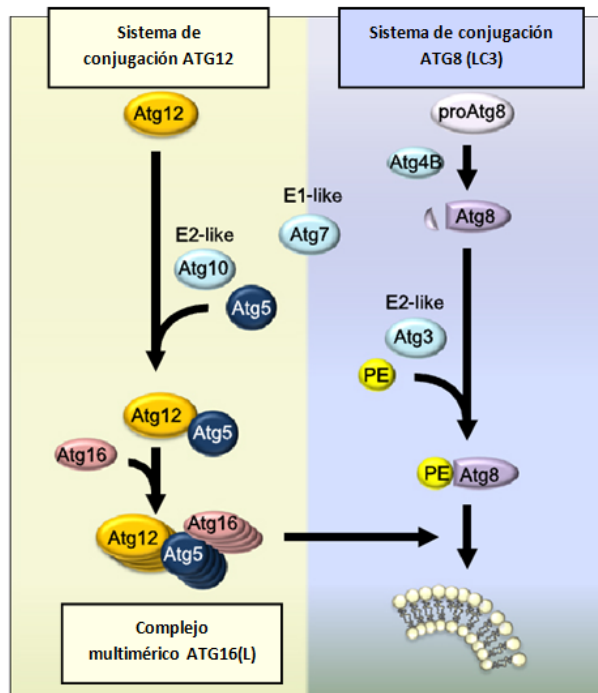 Sistema de
conjugación ATG12
Sistema de conjugación
ATG8 (LC3)
Atg12
proAtg8
Atg4B
Atg8
E1-like
Atg7
E2-like
Atg10
Atg5
E2-like
Atg3
PE
Atg12
Atg5
Atg16
PE
Atg8
Atg12
Atg16
Atg5
Complejo
multimérico ATG16(L)